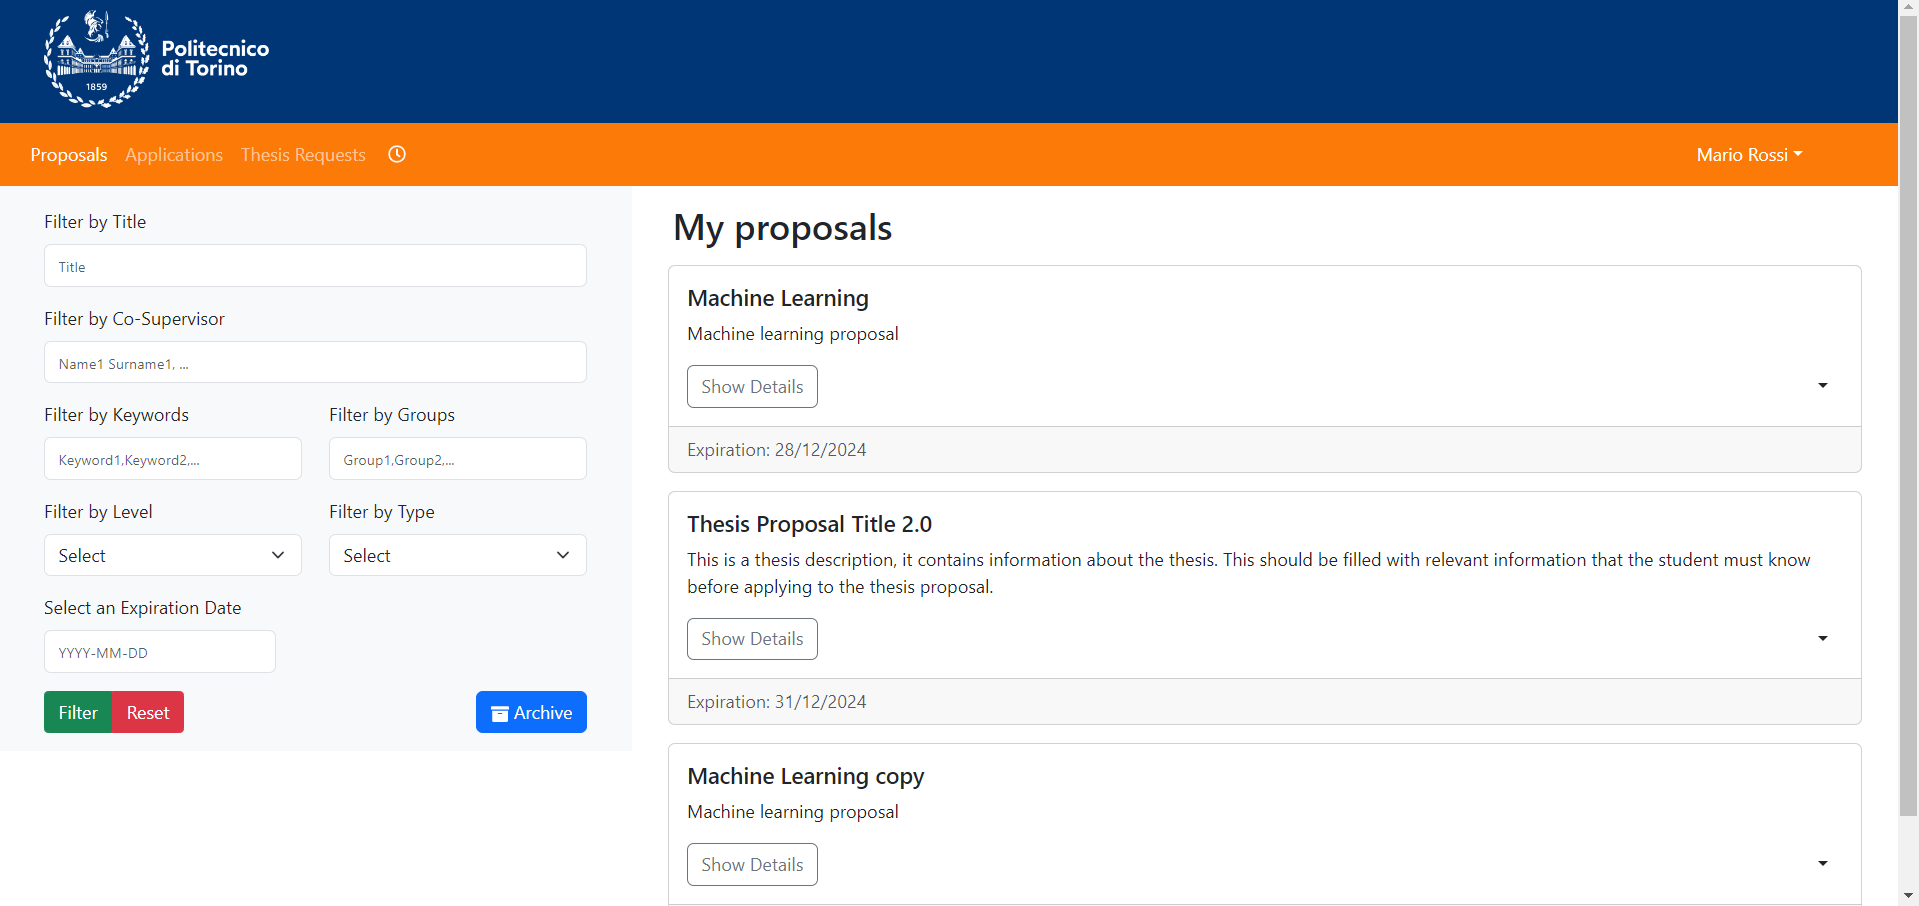 Politecnico
di Torino
1859
Proposals Applications Thesis Requests
Mario Rossi
Filter by Title
Title
Filter by Co-Supervisor
Name1 Surname1, ...
Filter by Keywords
Filter by Groups
Keyword1,Keyword2,...
Group1,Group2,...
Filter by Level
Filter by Type
Select
Select
Select an Expiration Date
YYYY-MM-DD
Filter
Reset
Archive
My proposals
Machine Learning
Machine learning proposal
Show Details
Expiration: 28/12/2024
Thesis Proposal Title 2.0
This is a thesis description, it contains information about the thesis. This should be filled with relevant information that the student must know
before applying to the thesis proposal.
Show Details
Expiration: 31/12/2024
Machine Learning copy
Machine learning proposal
Show Details